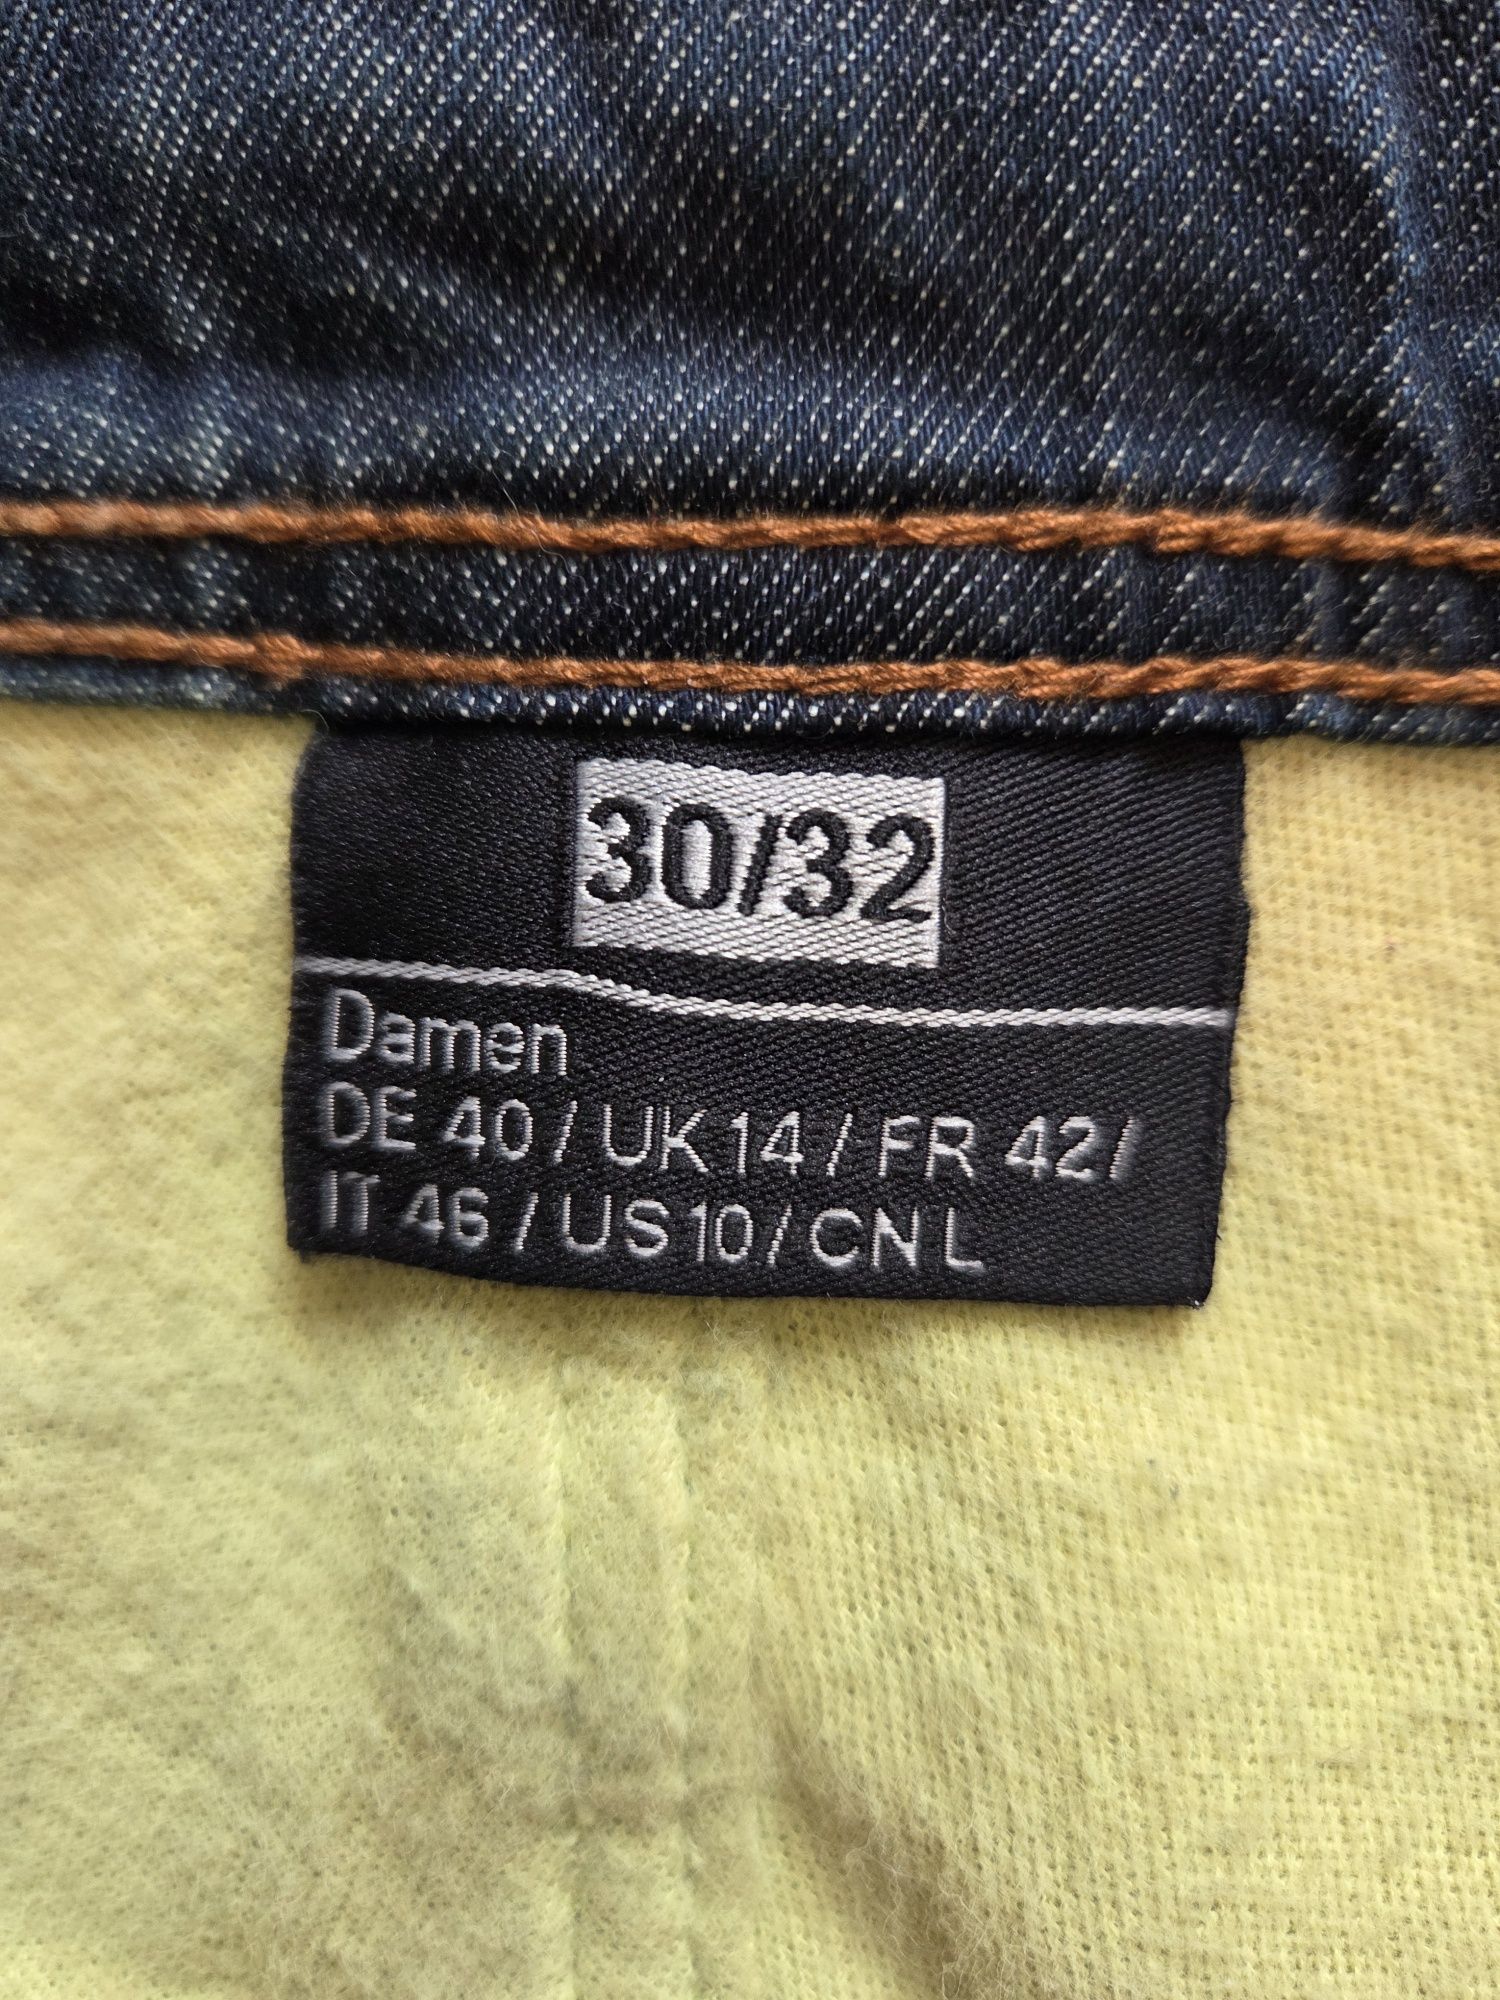 30/32
Damen
DE 40 / UK 14 / FR 42 /
IT 46 / US 10 / CN L